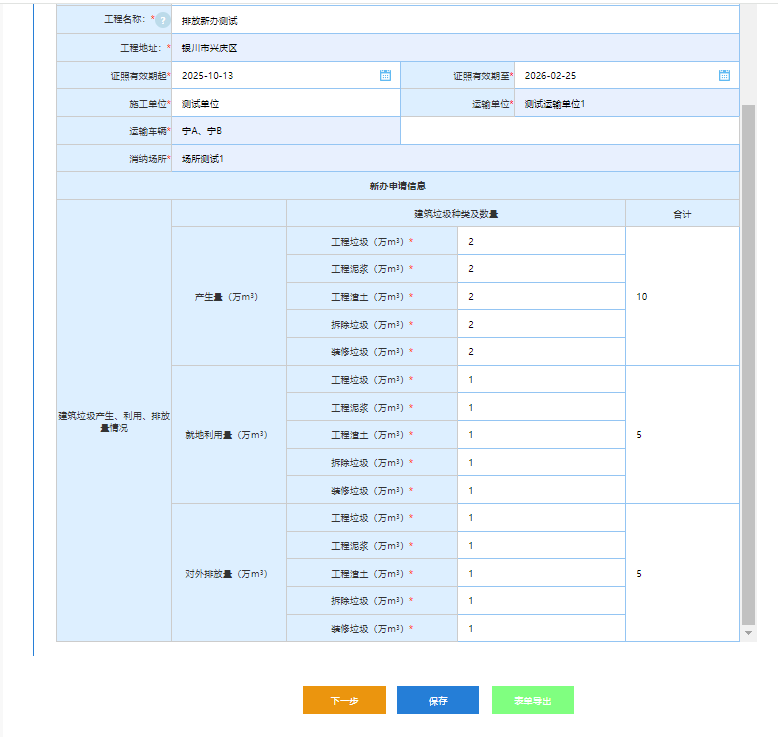 工程名称： * ? 排放新办测试
工程地址： * 银川市兴庆区
证照有效期起* 2025-10-13 证照有效期至* 2026-02-25
施工单位* 测试单位 运输单位* 测试运输单位1
运输车辆* 宁A、宁B
消纳场所* 场所测试1
新办申请信息
建筑垃圾种类及数量 合计
建筑垃圾产生、利用、排放
量情况
产生量（万m³）
工程垃圾（万m³）* 2
工程泥浆（万m³）* 2
工程渣土（万m³）* 2
拆除垃圾（万m³）* 2
装修垃圾（万m³）* 2
10
就地利用量（万m³）
工程垃圾（万m³）* 1
工程泥浆（万m³）* 1
工程渣土（万m³）* 1
拆除垃圾（万m³）* 1
装修垃圾（万m³）* 1
5
对外排放量（万m³）
工程垃圾（万m³）* 1
工程泥浆（万m³）* 1
工程渣土（万m³）* 1
拆除垃圾（万m³）* 1
装修垃圾（万m³）* 1
5
下一步 保存 表单导出